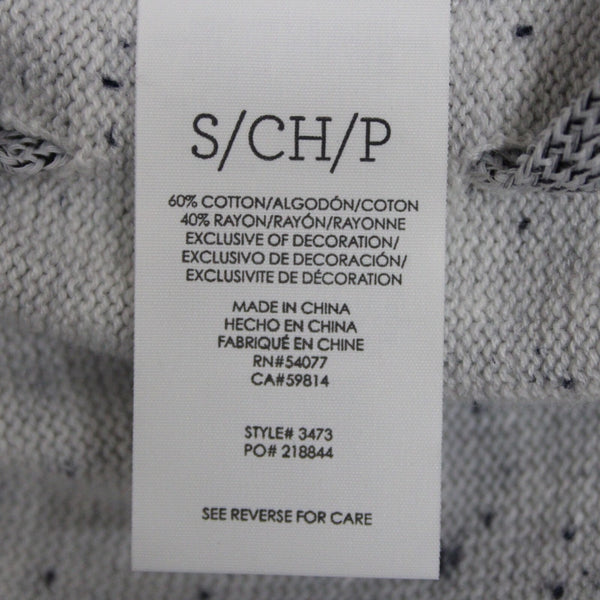 S/CH/P
60% COTTON/ALGODÓN/COTON
40% RAYON/RAYÓN/RAYONNE
EXCLUSIVE OF DECORATION/
EXCLUSIVO DE DECORACIÓN/
EXCLUSIVITE DE DÉCORATION
MADE IN CHINA
HECHO EN CHINA
FABRIQUÉ EN CHINE
RN#54077
CA#59814
STYLE# 3473
PO# 218844
SEE REVERSE FOR CARE